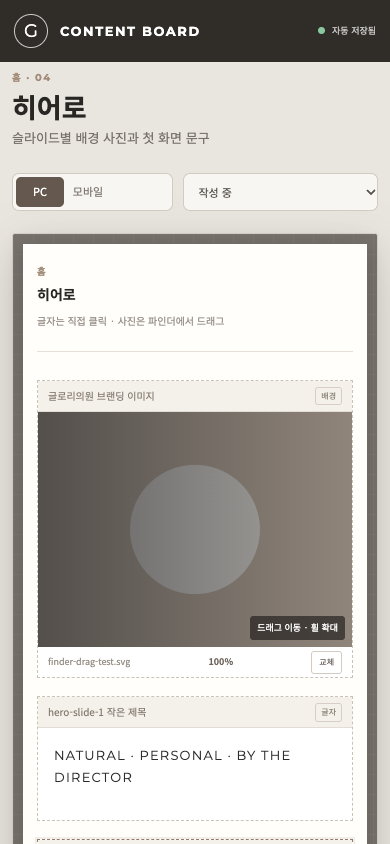 G CONTENT BOARD 자동 저장됨
홈 · 04
히어로
슬라이드별 배경 사진과 첫 화면 문구
PC 모바일 작성 중
홈
히어로
글자는 직접 클릭 · 사진은 파인더에서 드래그
글로리의원 브랜딩 이미지 배경
드래그 이동 · 휠 확대
finder-drag-test.svg 100% 교체
hero-slide-1 작은 제목 글자
NATURAL · PERSONAL · BY THE
DIRECTOR